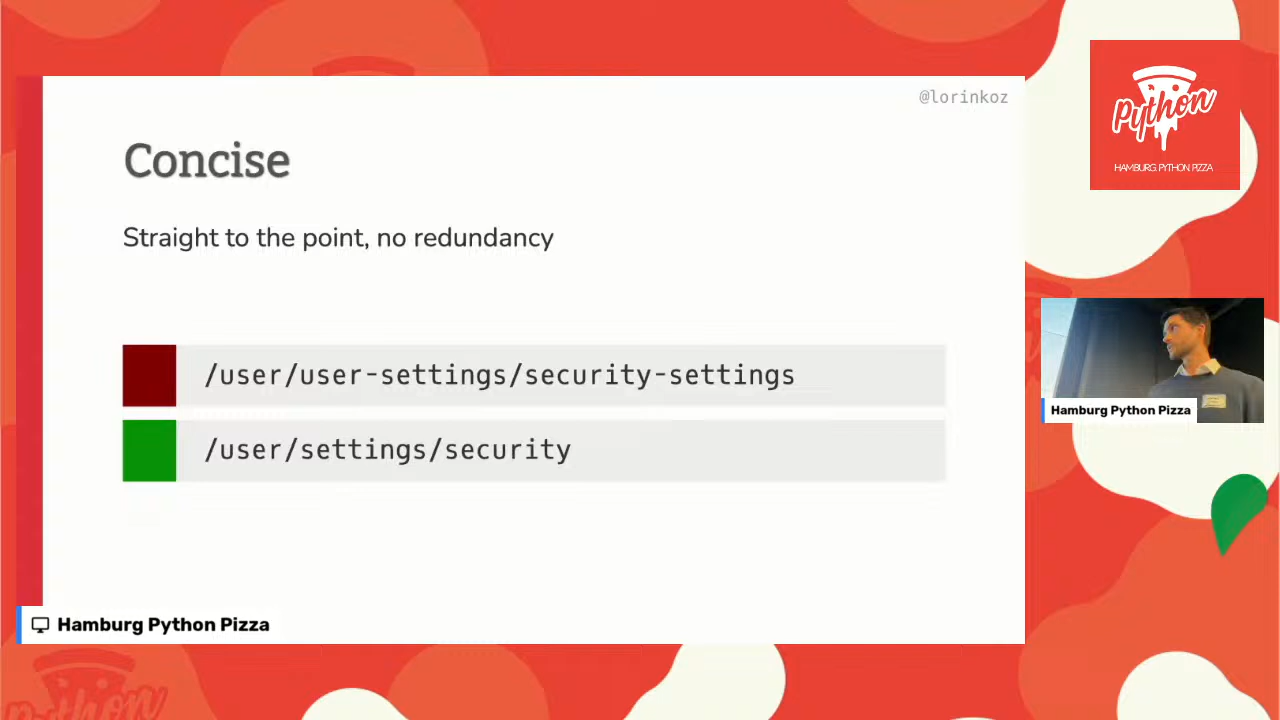 @lorinkoz
Concise
Straight to the point, no redundancy
/user/user-settings/security-settings
/user/settings/security
Hamburg Python Pizza
Python
HAMBURG PYTHON PIZZA
Hamburg Python Pizza
Python